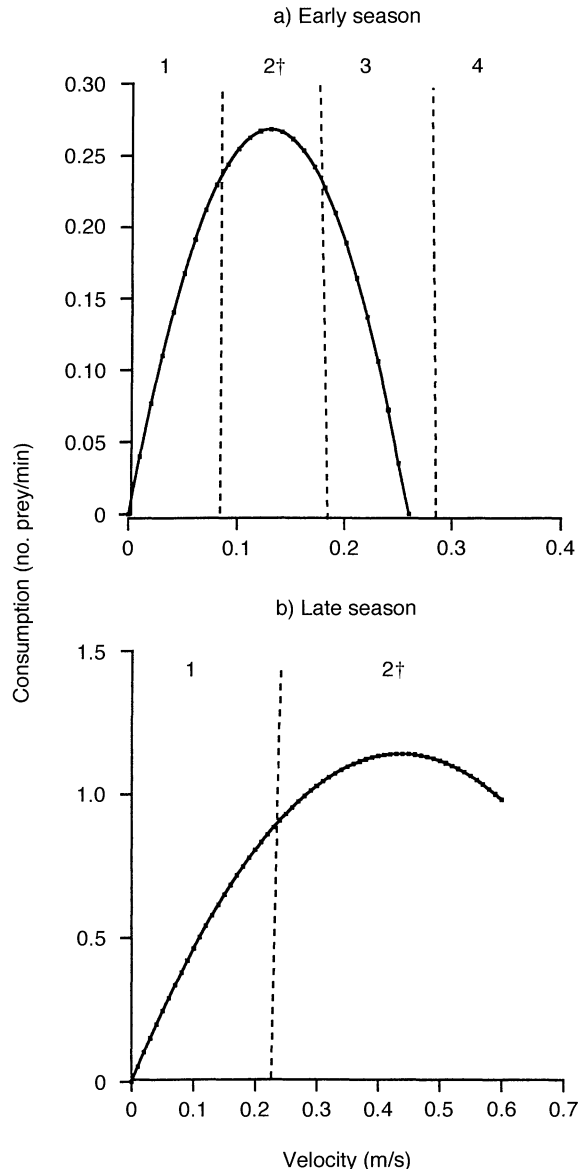 a) Early season
1 2† 3 4
0.30
0.25
0.20
0.15
0.10
0.05
0
0 0.1 0.2 0.3 0.4
Consumption (no. prey/min)
b) Late season
1 2†
1.5
1.0
0.5
0
0 0.1 0.2 0.3 0.4 0.5 0.6 0.7
Velocity (m/s)